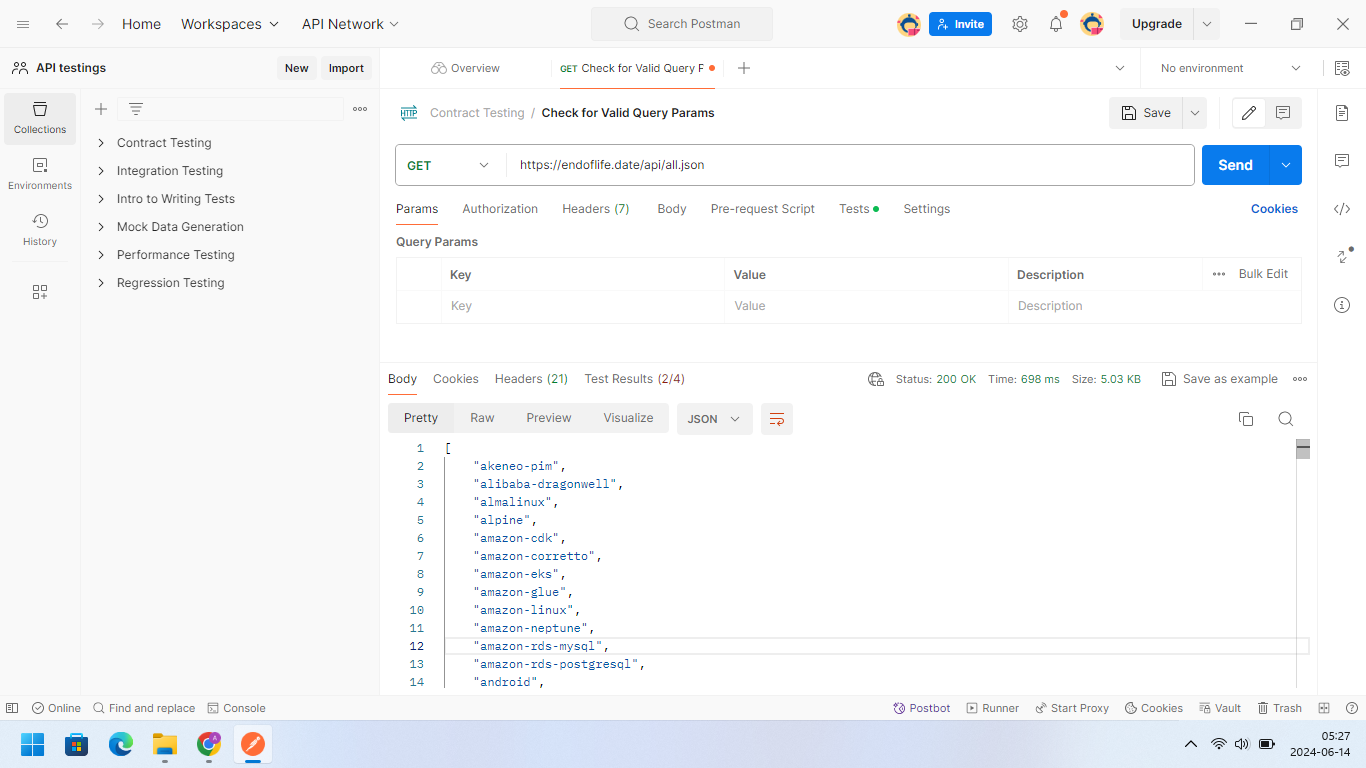 Home Workspaces API Network Search Postman Invite Upgrade
API testings New Import Overview GET Check for Valid Query F No environment
Collections
Environments
History
Contract Testing
Integration Testing
Intro to Writing Tests
Mock Data Generation
Performance Testing
Regression Testing
HTTP Contract Testing / Check for Valid Query Params Save
GET https://endoflife.date/api/all.json Send
Params Authorization Headers (7) Body Pre-request Script Tests Settings Cookies
Query Params
Key Value Description Bulk Edit
Key Value Description
Body Cookies Headers (21) Test Results (2/4) Status: 200 OK Time: 698 ms Size: 5.03 KB Save as example
Pretty Raw Preview Visualize JSON
1 [
2 "akeneo-pim",
3 "alibaba-dragonwell",
4 "almalinux",
5 "alpine",
6 "amazon-cdk",
7 "amazon-corretto",
8 "amazon-eks",
9 "amazon-glue",
10 "amazon-linux",
11 "amazon-neptune",
12 "amazon-rds-mysql",
13 "amazon-rds-postgresql",
14 "android",
Online Find and replace Console Postbot Runner Start Proxy Cookies Vault Trash
A
05:27
2024-06-14